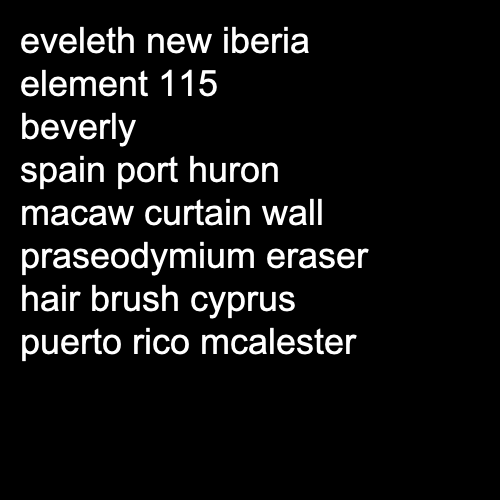 eveleth new iberia
element 115
beverly
spain port huron
macaw curtain wall
praseodymium eraser
hair brush cyprus
puerto rico mcalester